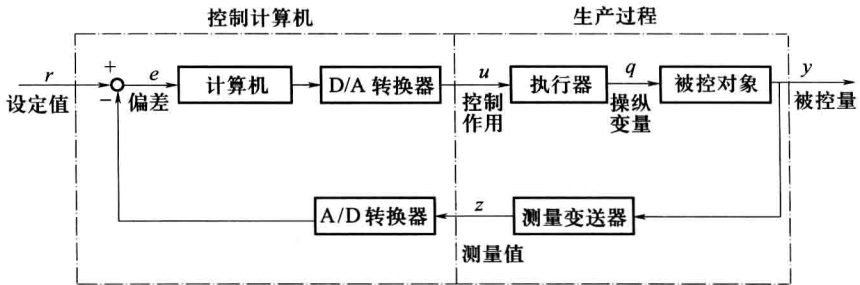 控制计算机
生产过程
r
设定值
+
−
e
偏差
计算机
D/A 转换器
u
控制
作用
执行器
q
操纵
变量
被控对象
y
被控量
A/D 转换器
z
测量值
测量变送器